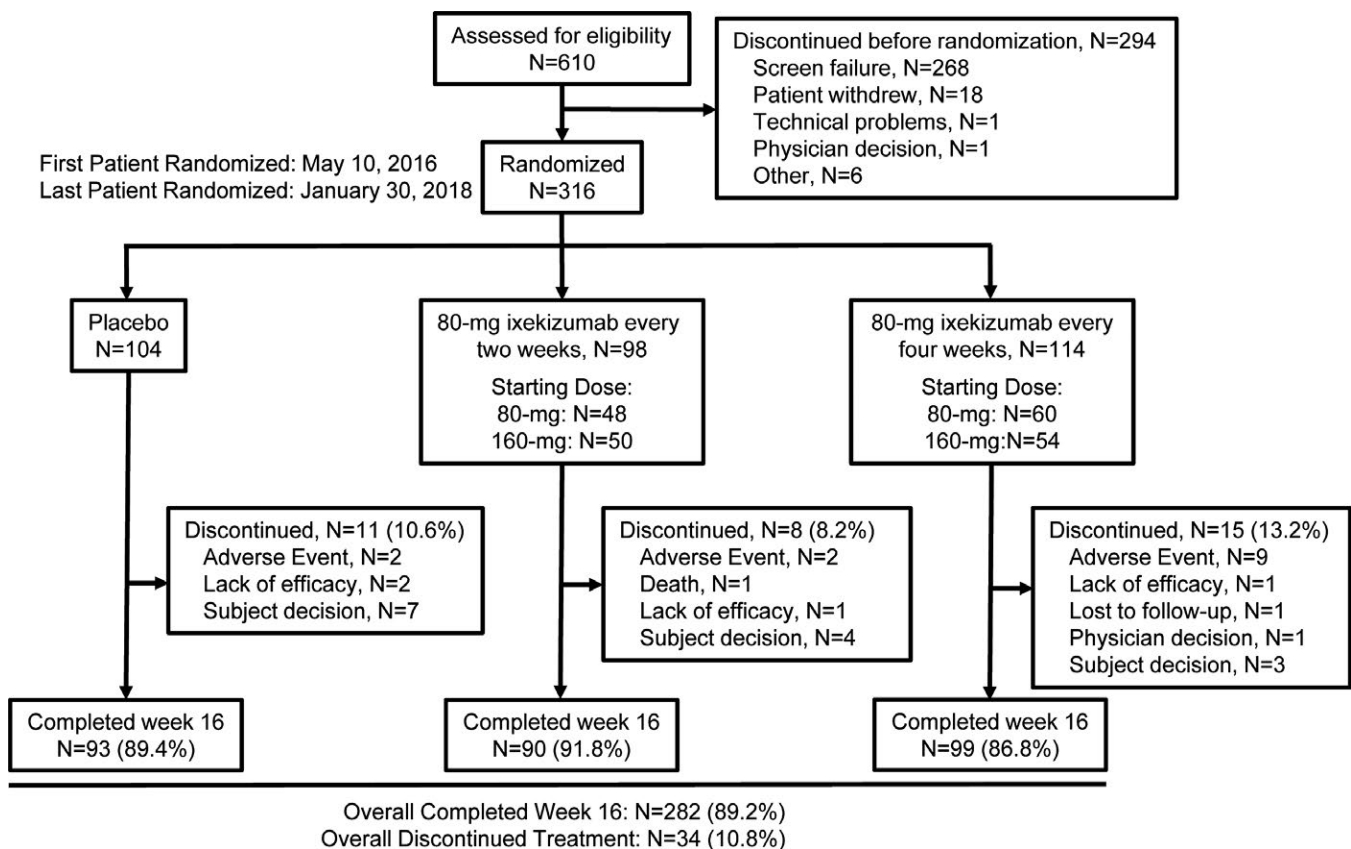 Assessed for eligibility
N=610
Discontinued before randomization, N=294
Screen failure, N=268
Patient withdrew, N=18
Technical problems, N=1
Physician decision, N=1
Other, N=6
First Patient Randomized: May 10, 2016
Last Patient Randomized: January 30, 2018
Randomized
N=316
Placebo
N=104
80-mg ixekizumab every
two weeks, N=98
Starting Dose:
80-mg: N=48
160-mg: N=50
80-mg ixekizumab every
four weeks, N=114
Starting Dose:
80-mg: N=60
160-mg:N=54
Discontinued, N=11 (10.6%)
Adverse Event, N=2
Lack of efficacy, N=2
Subject decision, N=7
Discontinued, N=8 (8.2%)
Adverse Event, N=2
Death, N=1
Lack of efficacy, N=1
Subject decision, N=4
Discontinued, N=15 (13.2%)
Adverse Event, N=9
Lack of efficacy, N=1
Lost to follow-up, N=1
Physician decision, N=1
Subject decision, N=3
Completed week 16
N=93 (89.4%)
Completed week 16
N=90 (91.8%)
Completed week 16
N=99 (86.8%)
Overall Completed Week 16: N=282 (89.2%)
Overall Discontinued Treatment: N=34 (10.8%)